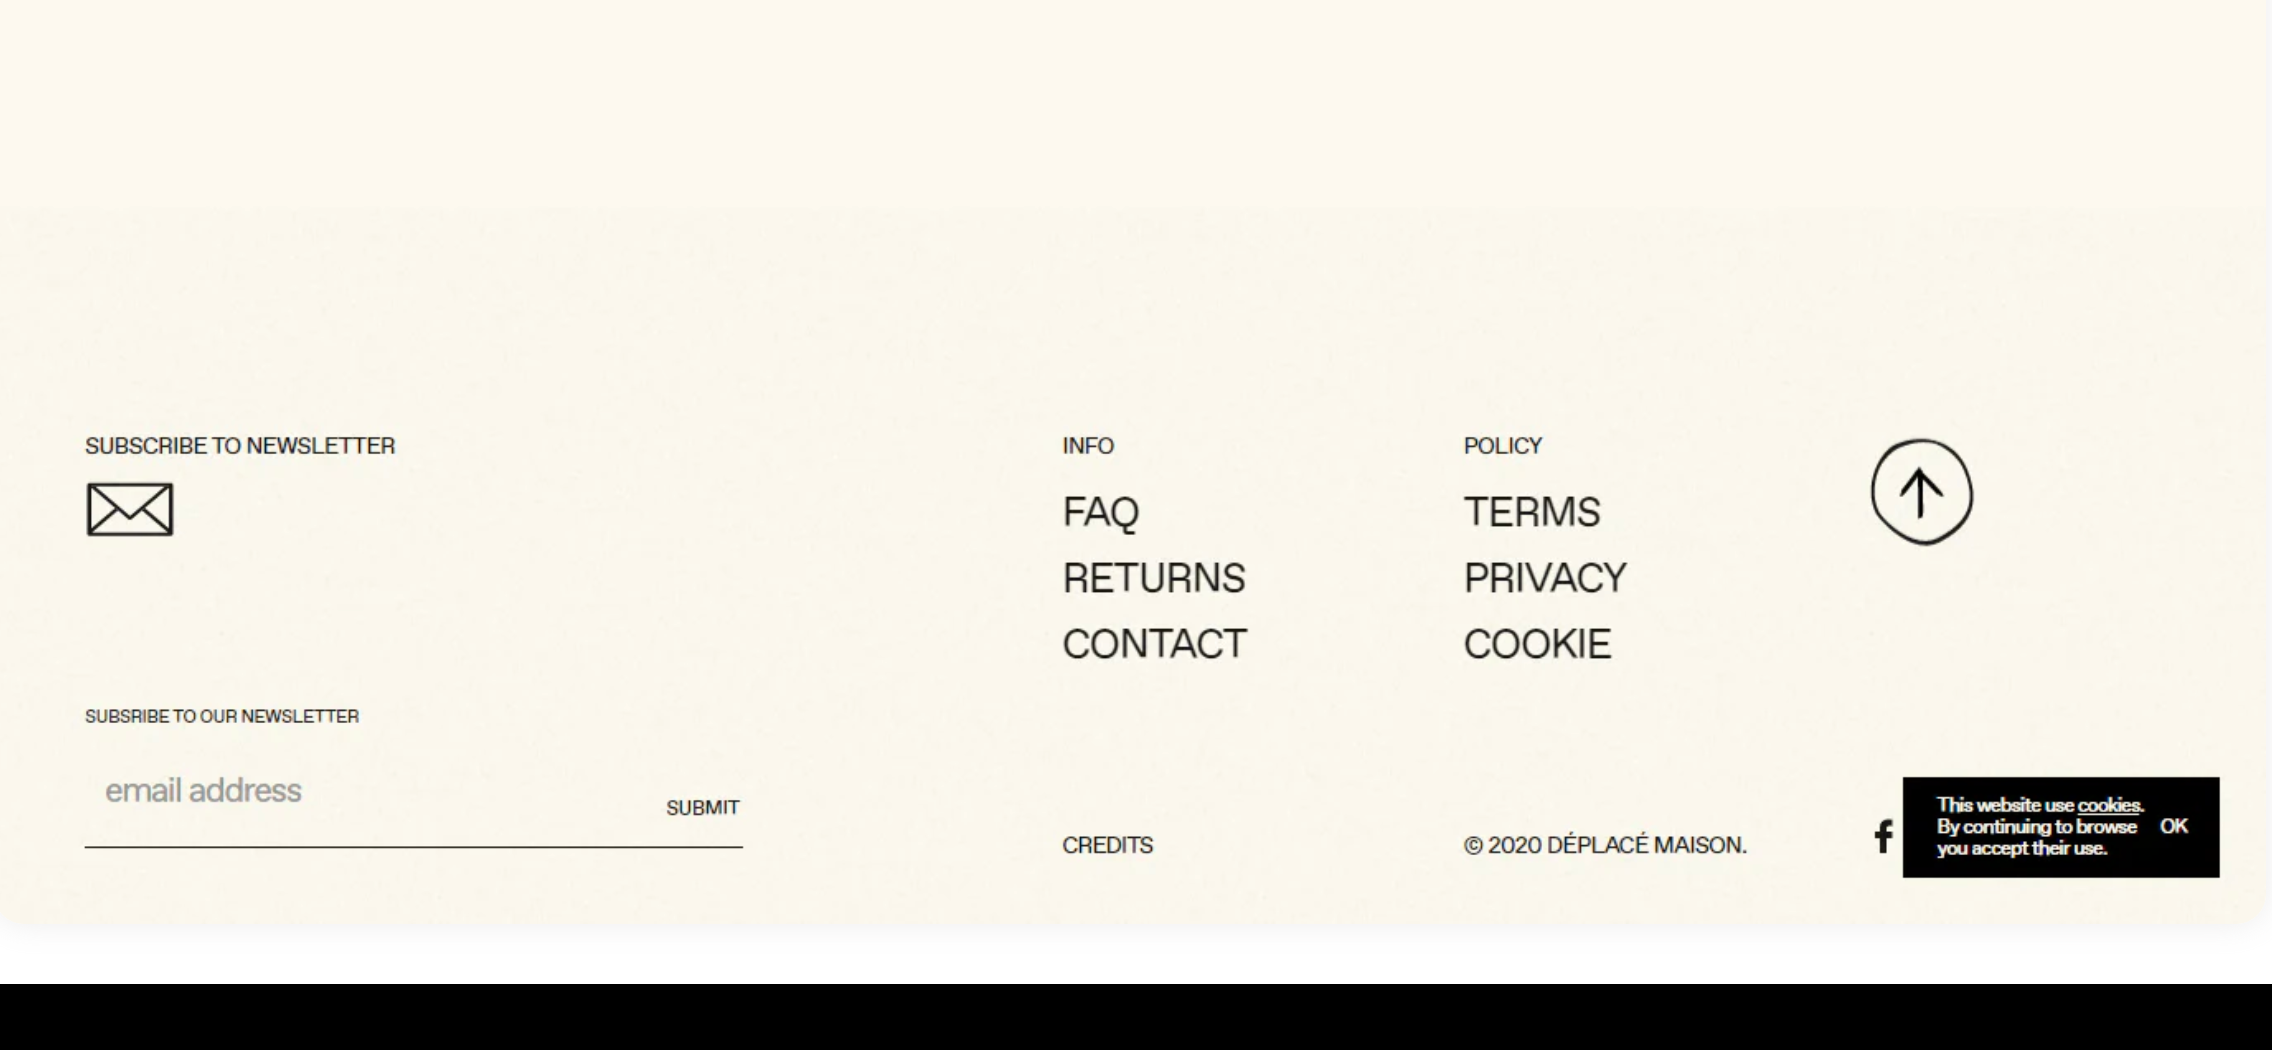 SUBSCRIBE TO NEWSLETTER
SUBSRIBE TO OUR NEWSLETTER
email address
SUBMIT
INFO
FAQ
RETURNS
CONTACT
CREDITS
POLICY
TERMS
PRIVACY
COOKIE
© 2020 DÉPLACÉ MAISON.
This website use cookies.
By continuing to browse
you accept their use.
OK